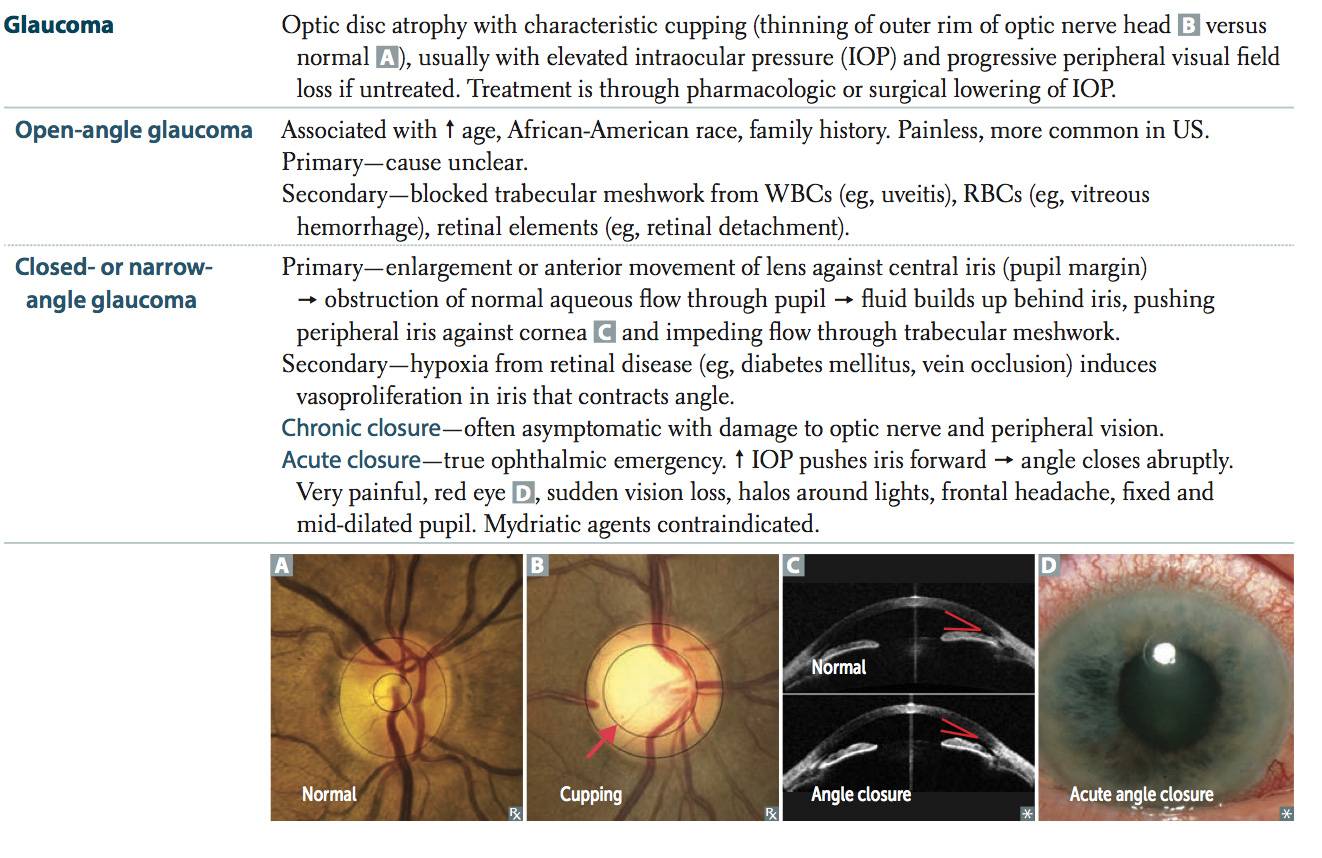 Glaucoma
Optic disc atrophy with characteristic cupping (thinning of outer rim of optic nerve head B versus
normal A), usually with elevated intraocular pressure (IOP) and progressive peripheral visual field
loss if untreated. Treatment is through pharmacologic or surgical lowering of IOP.
Open-angle glaucoma
Associated with ↑ age, African-American race, family history. Painless, more common in US.
Primary—cause unclear.
Secondary—blocked trabecular meshwork from WBCs (eg, uveitis), RBCs (eg, vitreous
hemorrhage), retinal elements (eg, retinal detachment).
Closed- or narrow-
angle glaucoma
Primary—enlargement or anterior movement of lens against central iris (pupil margin)
→ obstruction of normal aqueous flow through pupil → fluid builds up behind iris, pushing
peripheral iris against cornea C and impeding flow through trabecular meshwork.
Secondary—hypoxia from retinal disease (eg, diabetes mellitus, vein occlusion) induces
vasoproliferation in iris that contracts angle.
Chronic closure—often asymptomatic with damage to optic nerve and peripheral vision.
Acute closure—true ophthalmic emergency. ↑ IOP pushes iris forward → angle closes abruptly.
Very painful, red eye D, sudden vision loss, halos around lights, frontal headache, fixed and
mid-dilated pupil. Mydriatic agents contraindicated.
A
Normal
℞
B
Cupping
℞
C
Normal
Angle closure
*
D
Acute angle closure
*